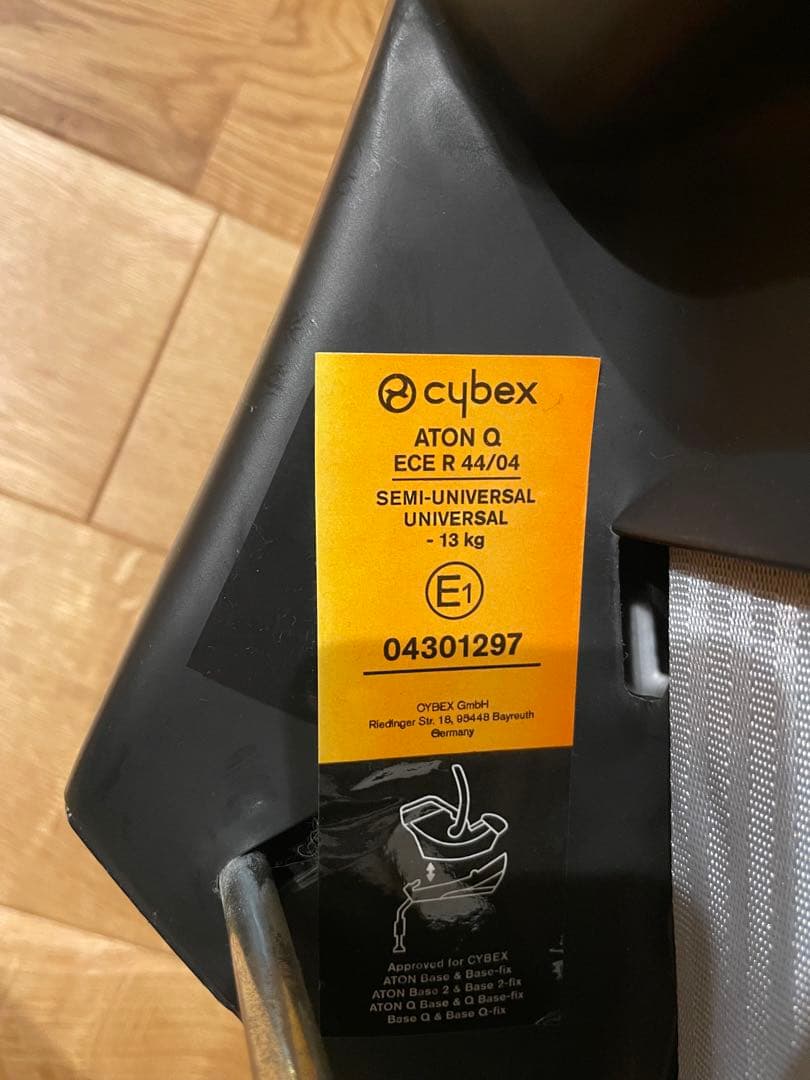 cybex
ATON Q
ECE R 44/04
SEMI-UNIVERSAL
UNIVERSAL
- 13 kg
E1
04301297
CYBEX GmbH
Riedinger Str. 18, 95448 Bayreuth
Germany
Approved for CYBEX
ATON Base & Base-fix
ATON Base 2 & Base 2-fix
ATON Q Base & Q Base-fix
Base Q & Base Q-fix